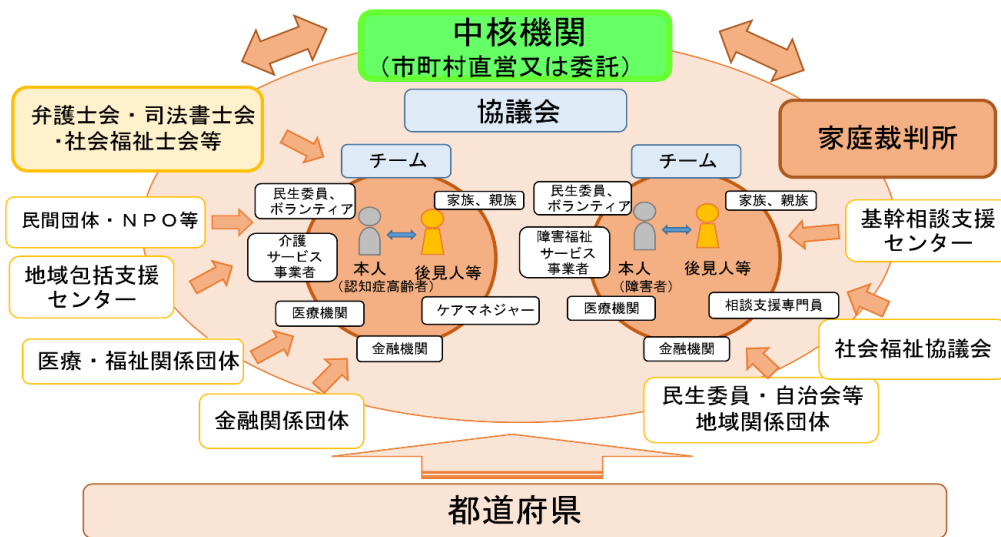 中核機関
（市町村直営又は委託）
協議会
弁護士会・司法書士会
・社会福祉士会等
家庭裁判所
チーム
民生委員、
ボランティア
家族、親族
介護
サービス
事業者
本人
（認知症高齢者）
後見人等
医療機関
ケアマネジャー
金融機関
チーム
民生委員、
ボランティア
家族、親族
障害福祉
サービス
事業者
本人
（障害者）
後見人等
医療機関
相談支援専門員
金融機関
民間団体・ＮＰＯ等
地域包括支援
センター
医療・福祉関係団体
金融関係団体
基幹相談支援
センター
社会福祉協議会
民生委員・自治会等
地域関係団体
都道府県